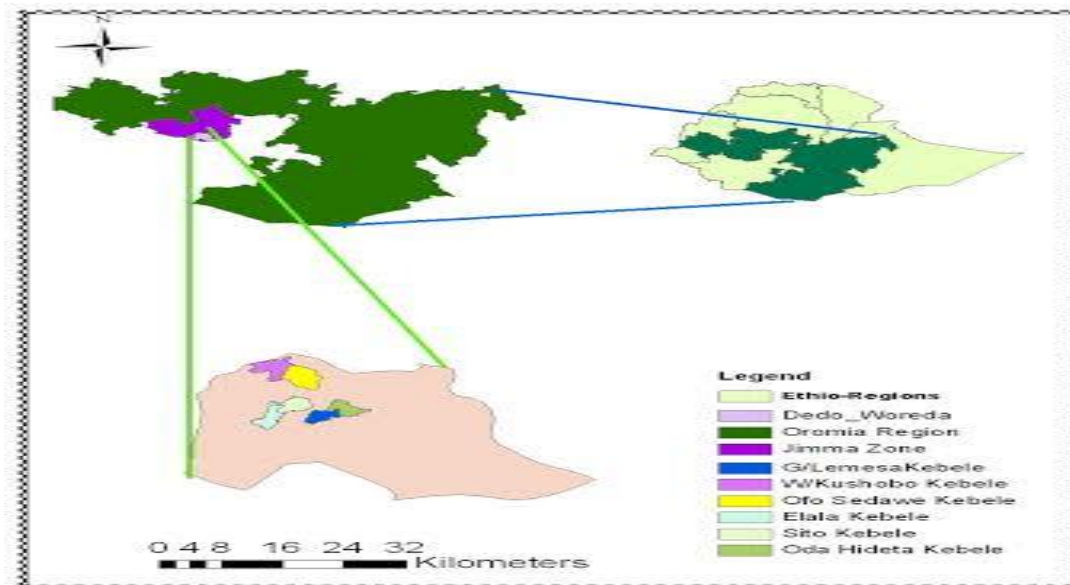 N
Legend
Ethio-Regions
Dedo_Woreda
Oromia Region
Jimma Zone
G/LemesaKebele
W/Kushobo Kebele
Ofo Sedawe Kebele
Elala Kebele
Sito Kebele
Oda Hideta Kebele
0 4 8 16 24 32
Kilometers